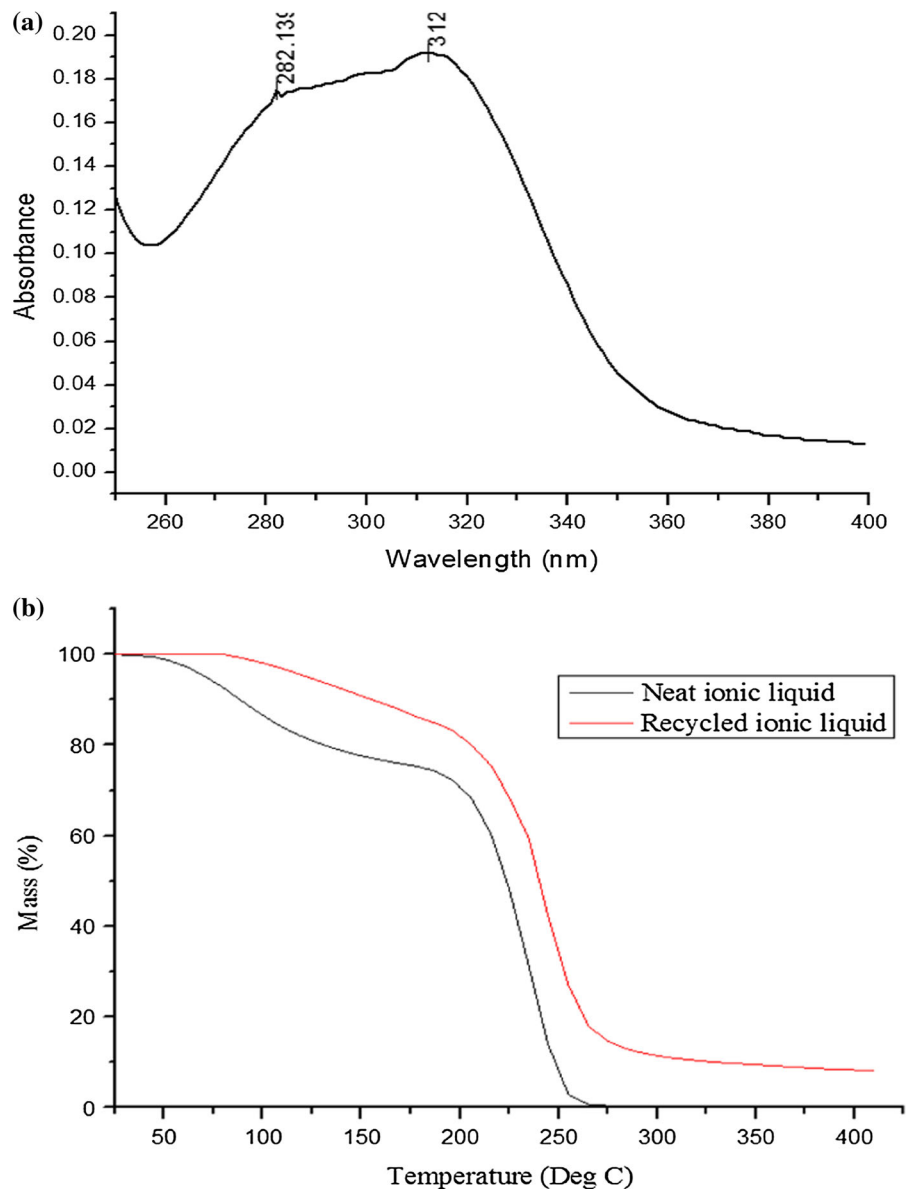 (a)
282.139
312
0.20
0.18
0.16
0.14
0.12
0.10
0.08
0.06
0.04
0.02
0.00
Absorbance
260 280 300 320 340 360 380 400
Wavelength (nm)
(b)
100
80
60
40
20
0
Mass (%)
Neat ionic liquid
Recycled ionic liquid
50 100 150 200 250 300 350 400
Temperature (Deg C)